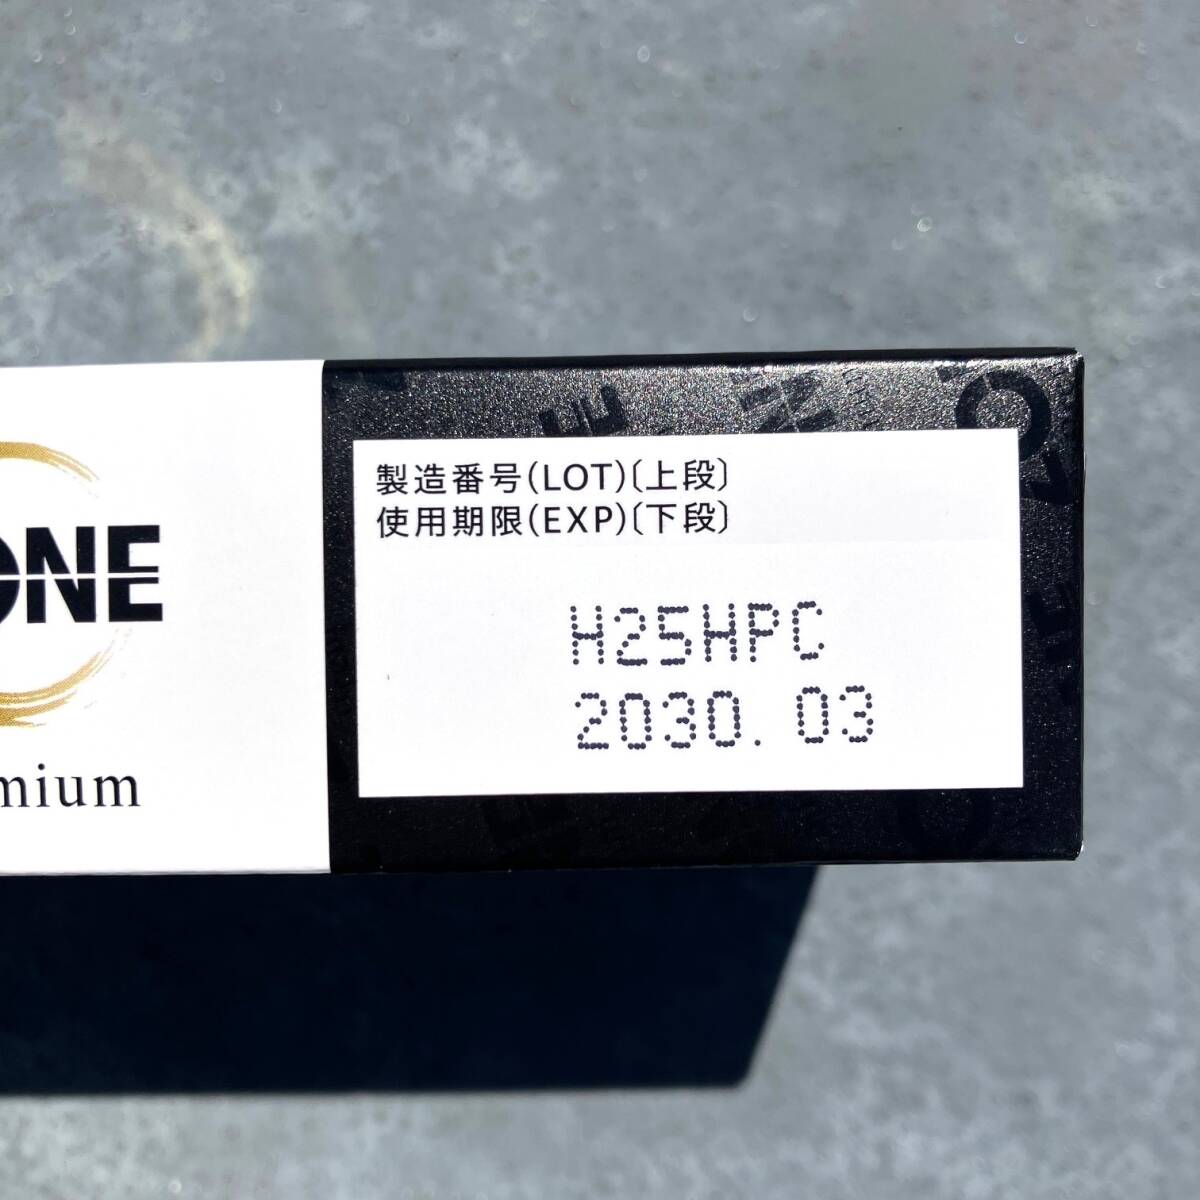 製造番号(LOT)〔上段〕
使用期限(EXP)〔下段〕
H25HPC
2030.03
ONE
mium